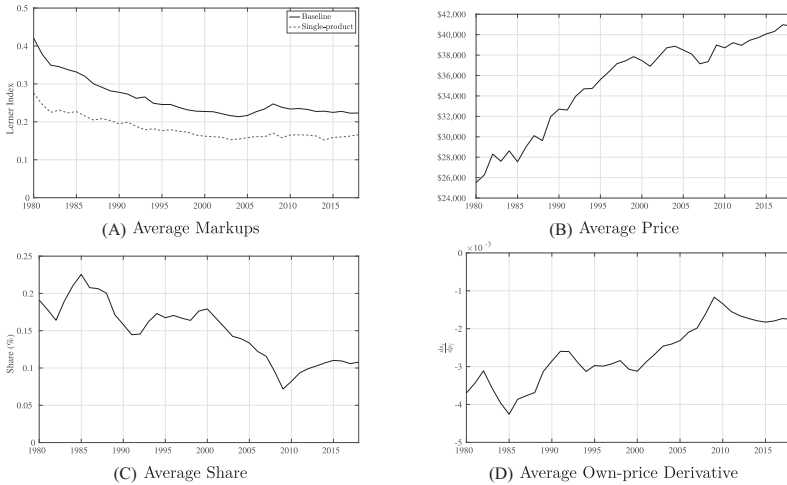 0.5
0.4
0.3
0.2
0.1
0
Lerner Index
Baseline
Single-product
1980 1985 1990 1995 2000 2005 2010 2015
(A) Average Markups
$42,000
$40,000
$38,000
$36,000
$34,000
$32,000
$30,000
$28,000
$26,000
$24,000
1980 1985 1990 1995 2000 2005 2010 2015
(B) Average Price
0.25
0.2
0.15
0.1
0.05
0
Share (%)
1980 1985 1990 1995 2000 2005 2010 2015
(C) Average Share
×10⁻³
0
-1
-2
-3
-4
-5
1980 1985 1990 1995 2000 2005 2010 2015
(D) Average Own-price Derivative